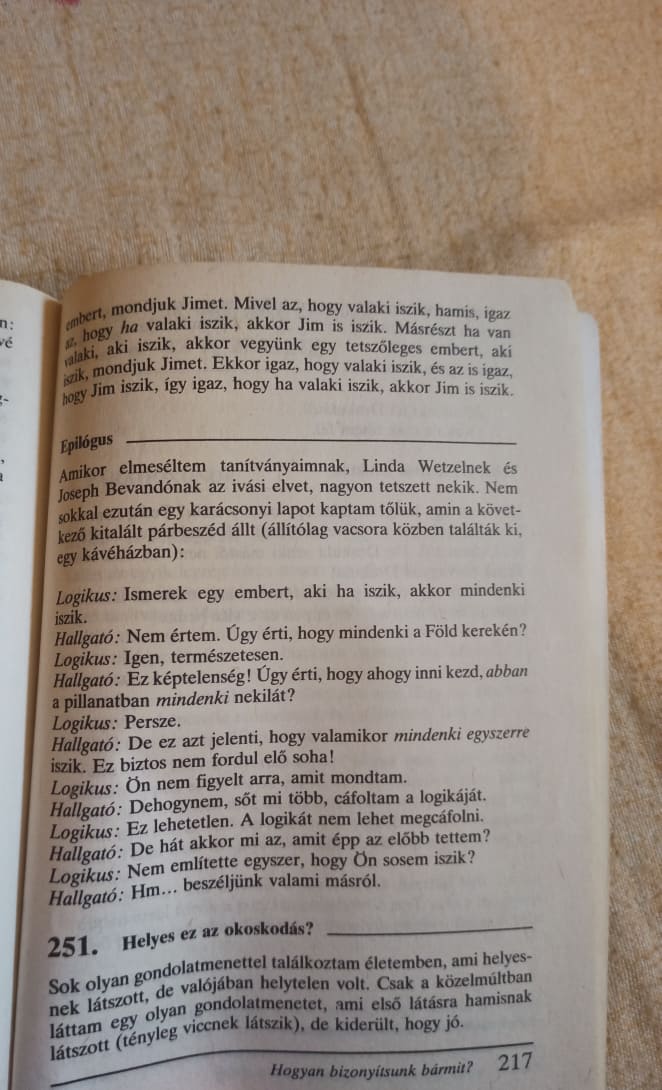 n:
vé
embert, mondjuk Jimet. Mivel az, hogy valaki iszik, hamis, igaz
az, hogy ha valaki iszik, akkor Jim is iszik. Másrészt ha van
valaki, aki iszik, akkor vegyünk egy tetszőleges embert, aki
iszik, mondjuk Jimet. Ekkor igaz, hogy valaki iszik, és az is igaz,
hogy Jim iszik, így igaz, hogy ha valaki iszik, akkor Jim is iszik.
Epilógus
Amikor elmeséltem tanítványaimnak, Linda Wetzelnek és
Joseph Bevandónak az ivási elvet, nagyon tetszett nekik. Nem
sokkal ezután egy karácsonyi lapot kaptam tőlük, amin a követ-
kező kitalált párbeszéd állt (állítólag vacsora közben találták ki,
egy kávéházban):
Logikus: Ismerek egy embert, aki ha iszik, akkor mindenki
iszik.
Hallgató: Nem értem. Úgy érti, hogy mindenki a Föld kerekén?
Logikus: Igen, természetesen.
Hallgató: Ez képtelenség! Úgy érti, hogy ahogy inni kezd, abban
a pillanatban mindenki nekilát?
Logikus: Persze.
Hallgató: De ez azt jelenti, hogy valamikor mindenki egyszerre
iszik. Ez biztos nem fordul elő soha!
Logikus: Ön nem figyelt arra, amit mondtam.
Hallgató: Dehogynem, sőt mi több, cáfoltam a logikáját.
Logikus: Ez lehetetlen. A logikát nem lehet megcáfolni.
Hallgató: De hát akkor mi az, amit épp az előbb tettem?
Logikus: Nem említette egyszer, hogy Ön sosem iszik?
Hallgató: Hm... beszéljünk valami másról.
251. Helyes ez az okoskodás?
Sok olyan gondolatmenettel találkoztam életemben, ami helyes-
nek látszott, de valójában helytelen volt. Csak a közelmúltban
láttam egy olyan gondolatmenetet, ami első látásra hamisnak
látszott (tényleg viccnek látszik), de kiderült, hogy jó.
Hogyan bizonyítsunk bármit? 217